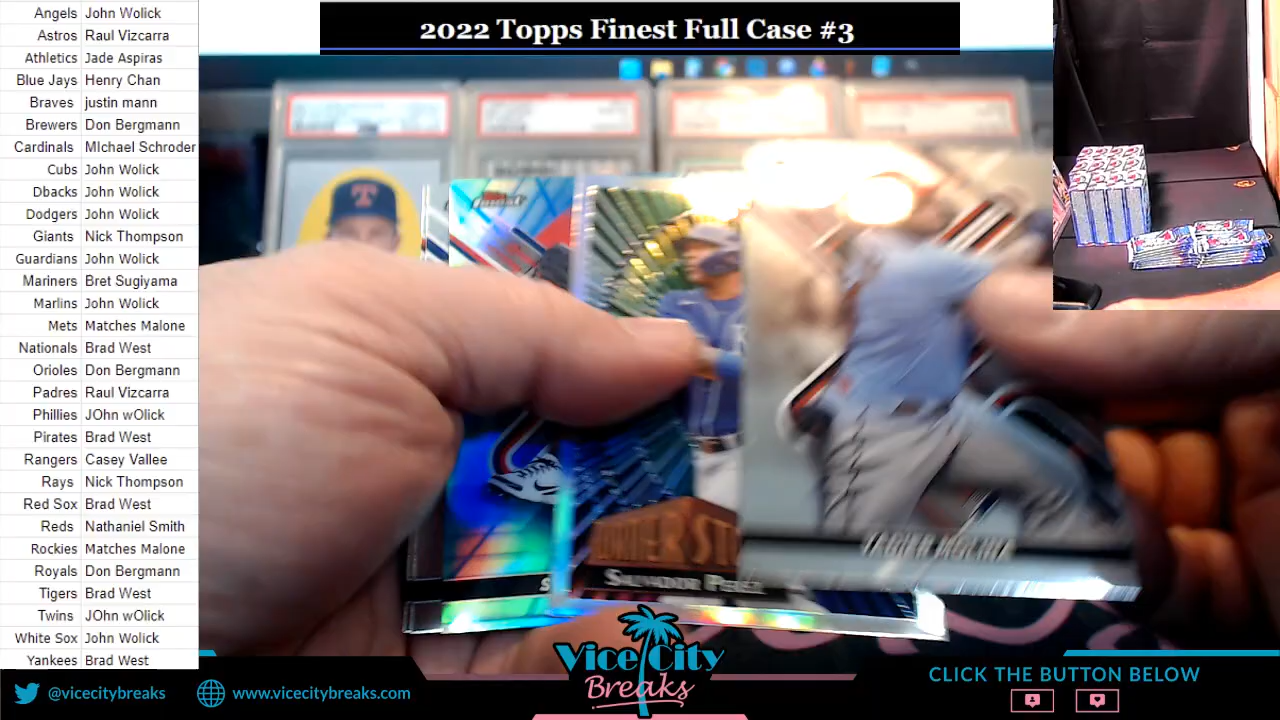 2022 Topps Finest Full Case #3
Angels John Wolick
Astros Raul Vizcarra
Athletics Jade Aspiras
Blue Jays Henry Chan
Braves justin mann
Brewers Don Bergmann
Cardinals MIchael Schroder
Cubs John Wolick
Dbacks John Wolick
Dodgers John Wolick
Giants Nick Thompson
Guardians John Wolick
Mariners Bret Sugiyama
Marlins John Wolick
Mets Matches Malone
Nationals Brad West
Orioles Don Bergmann
Padres Raul Vizcarra
Phillies JOhn wOlick
Pirates Brad West
Rangers Casey Vallee
Rays Nick Thompson
Red Sox Brad West
Reds Nathaniel Smith
Rockies Matches Malone
Royals Don Bergmann
Tigers Brad West
Twins JOhn wOlick
White Sox John Wolick
Yankees Brad West
T
Salvador Perez
Vice City
Breaks
@vicecitybreaks
www.vicecitybreaks.com
CLICK THE BUTTON BELOW